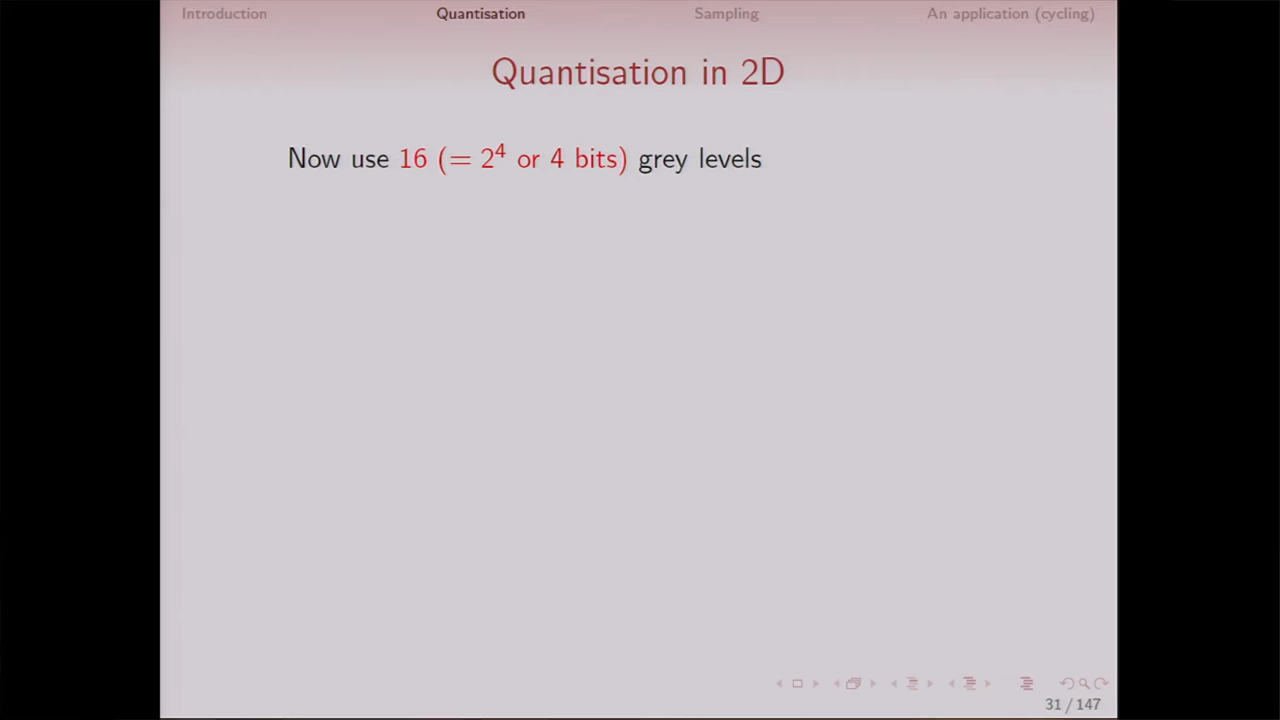 Introduction Quantisation Sampling An application (cycling)
Quantisation in 2D
Now use 16 (= 2⁴ or 4 bits) grey levels
31 / 147